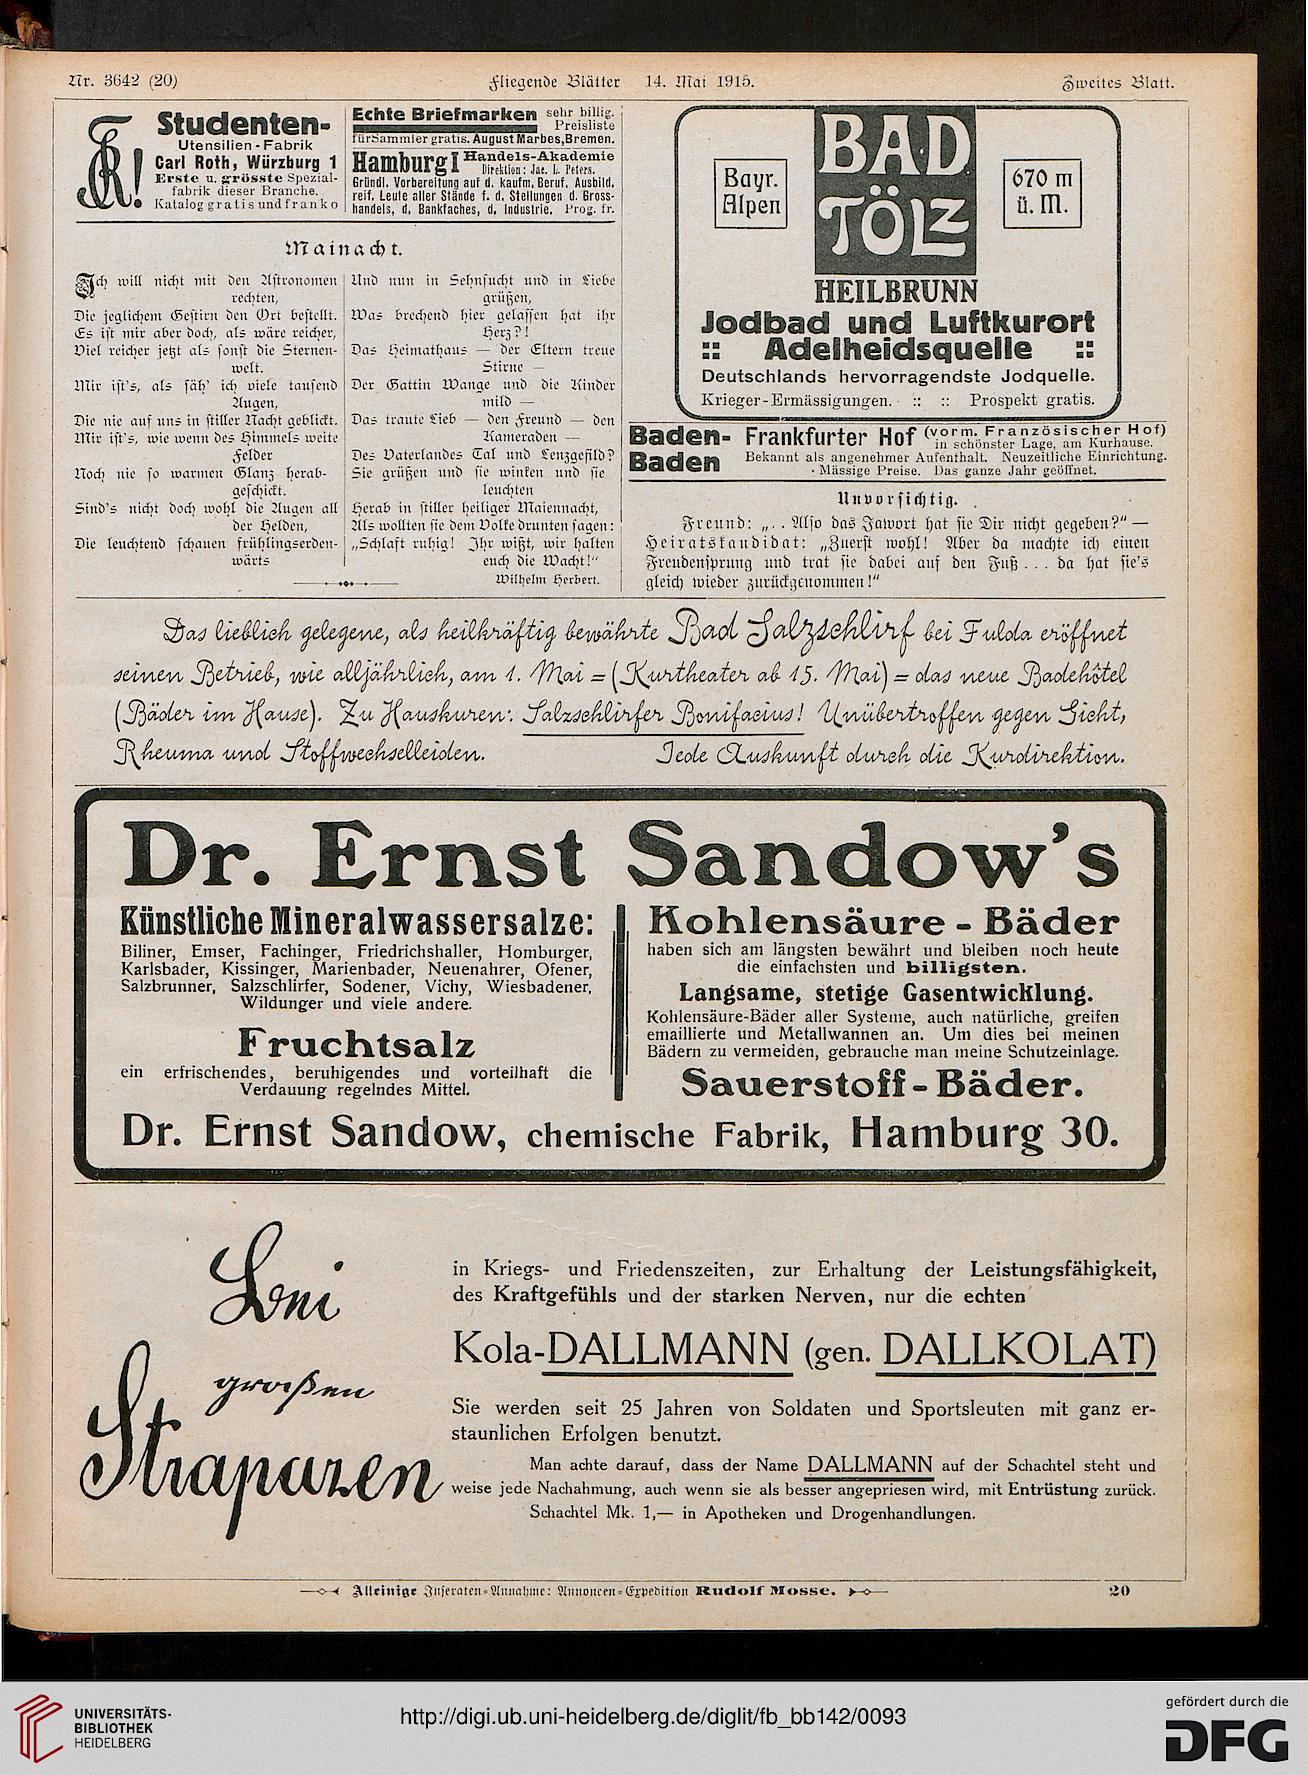 Nr. 3642 (20)
Fliegende Blätter 14. Mai 1915.
Zweites Blatt.
Studenten-
Utensilien-Fabrik
Carl Roth, Würzburg 1
Erste u. grösste Spezial-
fabrik dieser Branche.
Katalog gratis und franko
Echte Briefmarken sehr billig.
Preisliste
für Sammler gratis. August Marbes, Bremen.
Hamburg I Handels-Akademie
Direktion: Jac. L. Peters.
Gründl. Vorbereitung auf d. kaufm. Beruf, Ausbild.
reif. Leute aller Stände f. d. Stellungen d. Gross-
handels, d. Bankfaches, d. Industrie. Prog. fr.
Mainacht.
Ich will nicht mit den Astronomen
rechten,
Die jeglichem Gestirn den Ort bestellt.
Es ist mir aber doch, als wäre reicher,
Viel reicher jetzt als sonst die Sternen-
welt.
Mir ist's, als säh' ich viele tausend
Augen,
Die nie auf uns in stiller Nacht geblickt.
Mir ist's, wie wenn des Himmels weite
Felder
Noch nie so warmen Glanz herab-
geschickt.
Sind's nicht doch wohl die Augen all
der Helden,
Die leuchtend schauen frühlingserden-
wärts
Und nun in Sehnsucht und in Liebe
grüßen,
Was brechend hier gelassen hat ihr
Herz?!
Das Heimathaus — der Eltern treue
Stirne —
Der Gattin Wange und die Kinder
mild —
Das traute Lieb — den Freund — den
Kameraden —
Des Vaterlandes Tal und Lenzgefild?
Sie grüßen und sie winken und sie
leuchten
Herab in stiller heiliger Maiennacht,
Als wollten sie dem Volke drunten sagen:
„Schlaft ruhig! Ihr wißt, wir halten
euch die Wacht!"
Wilhelm Herbert.
Bayr.
Alpen
BAD
TÖLZ
670 m
ü. M.
HEILBRUNN
Jodbad und Luftkurort
:: Adelheidsquelle ::
Deutschlands hervorragendste Jodquelle.
Krieger-Ermässigungen. :: :: Prospekt gratis.
Baden-
Baden
Frankfurter Hof (vorm. Französischer Hof)
in schönster Lage, am Kurhause.
Bekannt als angenehmer Aufenthalt. Neuzeitliche Einrichtung.
Mässige Preise. Das ganze Jahr geöffnet.
Unvorsichtig.
Freund: „. . Also das Jawort hat sie Dir nicht gegeben?" —
Heiratskandidat: „Zuerst wohl! Aber da machte ich einen
Freudensprung und trat sie dabei auf den Fuß . . . da hat sie's
gleich wieder zurückgenommen!"
Das lieblich gelegene, als heilkräftig bewährte Bad Salzschlirf bei Fulda eröffnet
seinen Betrieb, wie alljährlich, am 1. Mai = (Kurtheater ab 15. Mai) = das neue Badehôtel
(Bäder im Hause). Zu Hauskuren: Salzschlirfer Bonifacius! Unübertroffen gegen Gicht,
Rheuma und Stoffwechselleiden. Jede Auskunft durch die Kurdirektion.
Dr. Ernst Sandow's
Künstliche Mineralwassersalze:
Biliner, Emser, Fachinger, Friedrichshaller, Homburger,
Karlsbader, Kissinger, Marienbader, Neuenahrer, Ofener,
Salzbrunner, Salzschlirfer, Sodener, Vichy, Wiesbadener,
Wildunger und viele andere.
Fruchtsalz
ein erfrischendes, beruhigendes und vorteilhaft die
Verdauung regelndes Mittel.
Kohlensäure-Bäder
haben sich am längsten bewährt und bleiben noch heute
die einfachsten und billigsten.
Langsame, stetige Gasentwicklung.
Kohlensäure-Bäder aller Systeme, auch natürliche, greifen
emaillierte und Metallwannen an. Um dies bei meinen
Bädern zu vermeiden, gebrauche man meine Schutzeinlage.
Sauerstoff-Bäder.
Dr. Ernst Sandow, chemische Fabrik, Hamburg 30.
Bei
großen
Strapazen
in Kriegs- und Friedenszeiten, zur Erhaltung der Leistungsfähigkeit,
des Kraftgefühls und der starken Nerven, nur die echten
Kola-DALLMANN (gen. DALLKOLAT)
Sie werden seit 25 Jahren von Soldaten und Sportsleuten mit ganz er-
staunlichen Erfolgen benutzt.
Man achte darauf, dass der Name DALLMANN auf der Schachtel steht und
weise jede Nachahmung, auch wenn sie als besser angepriesen wird, mit Entrüstung zurück.
Schachtel Mk. 1,— in Apotheken und Drogenhandlungen.
Alleinige Inseraten-Annahme: Annoncen-Expedition Rudolf Mosse.
20
UNIVERSITÄTS-
BIBLIOTHEK
HEIDELBERG
http://digi.ub.uni-heidelberg.de/diglit/fb_bb142/0093
gefördert durch die
DFG